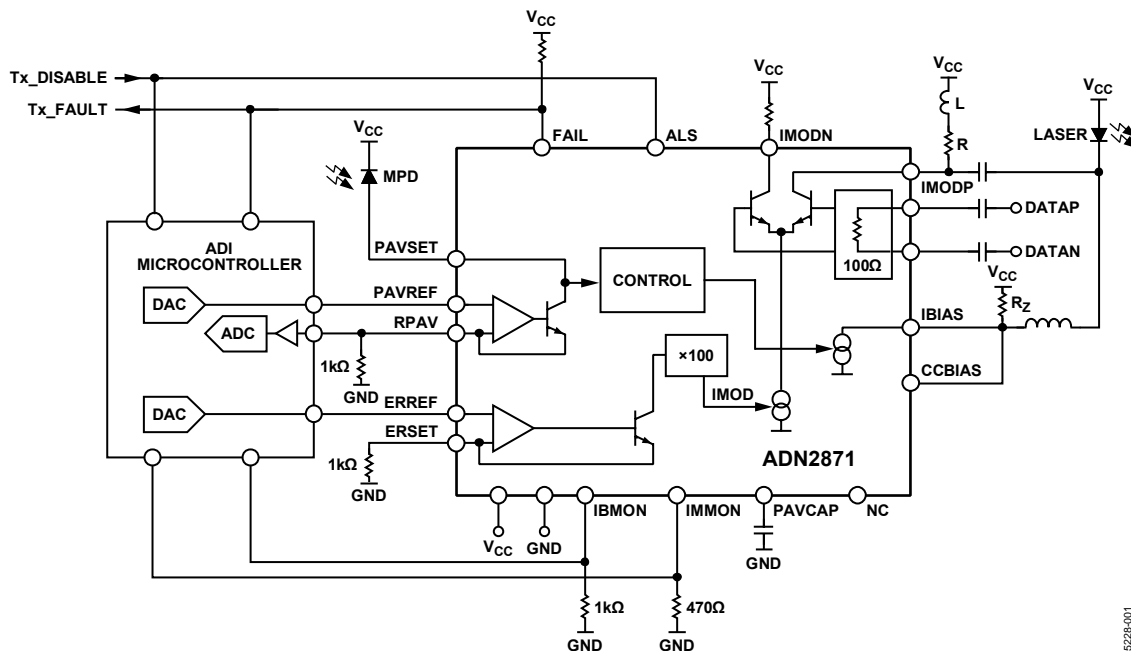 VCC
Tx_DISABLE
Tx_FAULT
VCC
MPD
FAIL
ALS
VCC
IMODN
VCC
L
R
VCC
LASER
IMODP
DATAP
DATAN
100Ω
ADI
MICROCONTROLLER
PAVSET
CONTROL
DAC
PAVREF
ADC
RPAV
1kΩ
GND
×100
IMOD
VCC
RZ
IBIAS
CCBIAS
DAC
ERREF
ERSET
1kΩ
GND
ADN2871
VCC
GND
IBMON
IMMON
PAVCAP
NC
GND
1kΩ
GND
470Ω
GND
5228-001